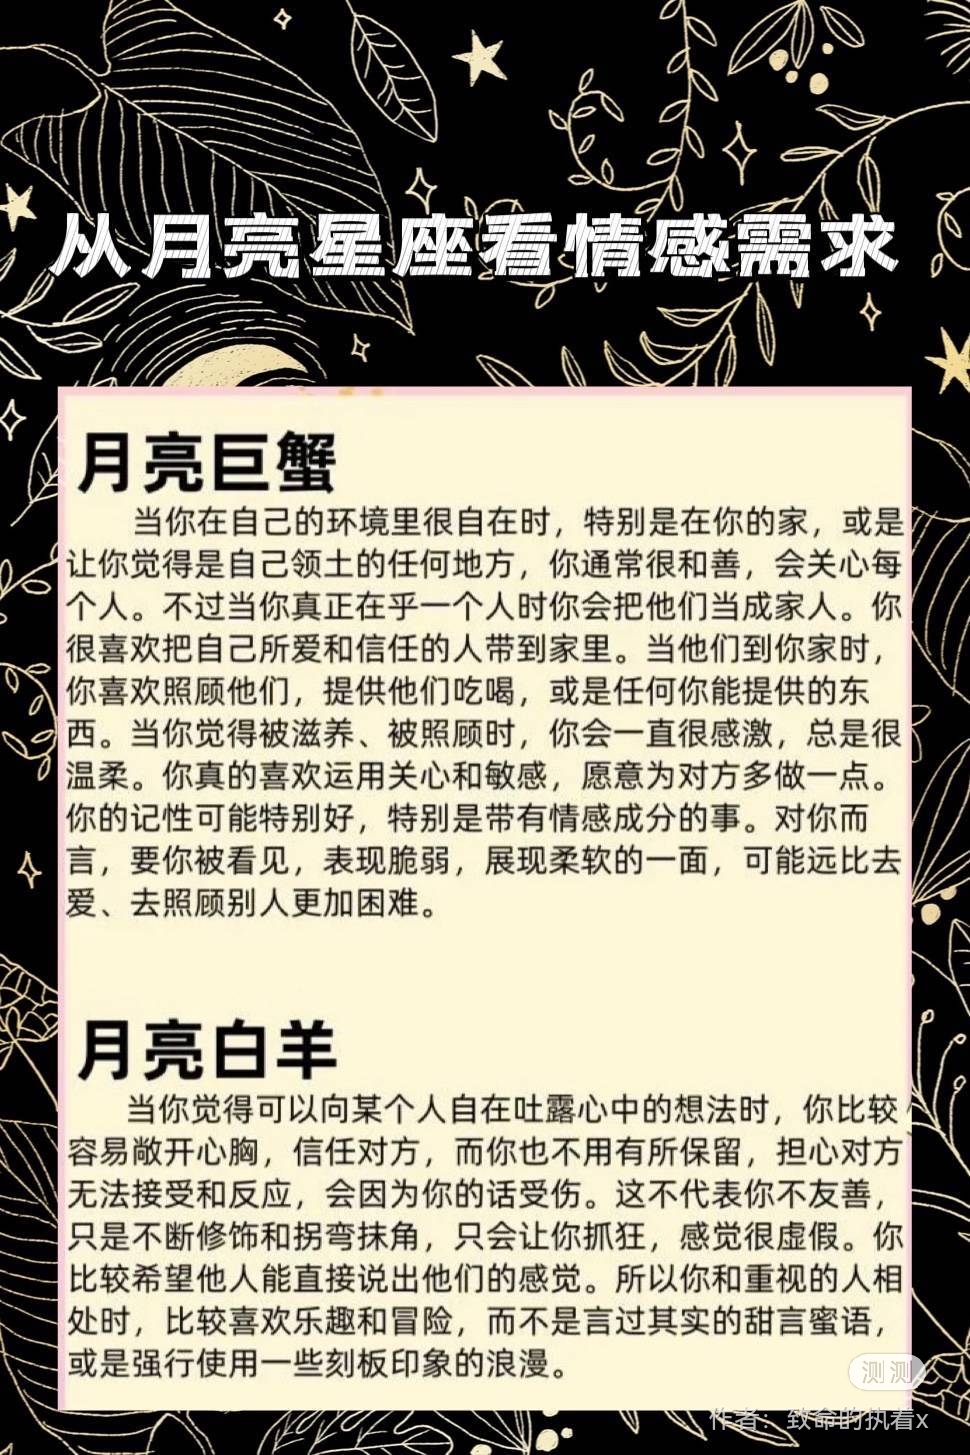 从月亮星座看情感需求
月亮巨蟹
当你在自己的环境里很自在时，特别是在你的家，或是
让你觉得是自己领土的任何地方，你通常很和善，会关心每
个人。不过当你真正在乎一个人时你会把他们当成家人。你
很喜欢把自己所爱和信任的人带到家里。当他们到你家时，
你喜欢照顾他们，提供他们吃喝，或是任何你能提供的东
西。当你觉得被滋养、被照顾时，你会一直很感激，总是很
温柔。你真的喜欢运用关心和敏感，愿意为对方多做一点。
你的记性可能特别好，特别是带有情感成分的事。对你而
言，要你被看见，表现脆弱，展现柔软的一面，可能远比去
爱、去照顾别人更加困难。
月亮白羊
当你觉得可以向某个人自在吐露心中的想法时，你比较
容易敞开心胸，信任对方，而你也不用有所保留，担心对方
无法接受和反应，会因为你的话受伤。这不代表你不友善，
只是不断修饰和拐弯抹角，只会让你抓狂，感觉很虚假。你
比较希望他人能直接说出他们的感觉。所以你和重视的人相
处时，比较喜欢乐趣和冒险，而不是言过其实的甜言蜜语，
或是强行使用一些刻板印象的浪漫。
测测
作者：致命的执着x